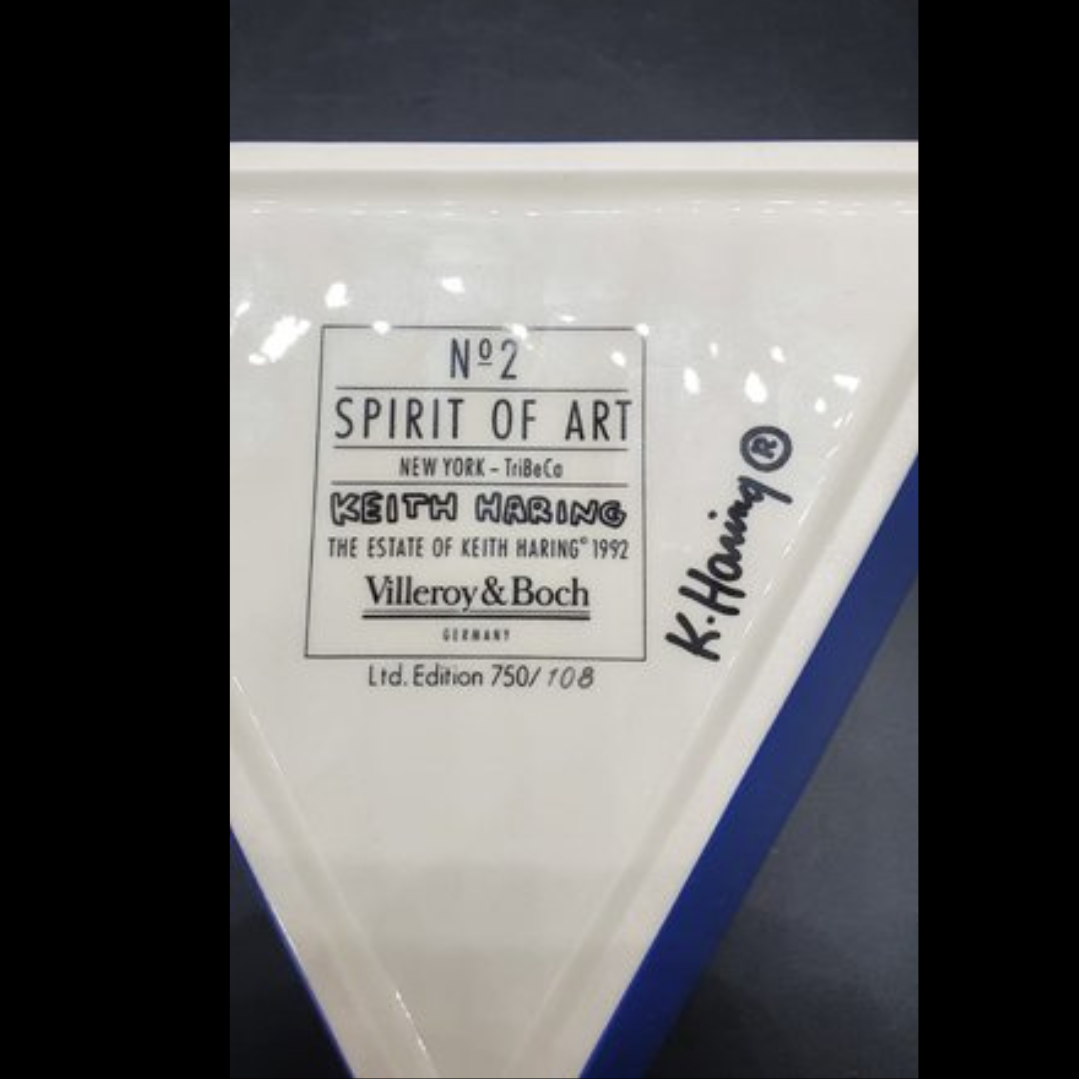 Nº2
SPIRIT OF ART
NEW YORK - TriBeCa
KEITH HARING
THE ESTATE OF KEITH HARING© 1992
Villeroy & Boch
GERMANY
Ltd. Edition 750/108
K. Haring ®